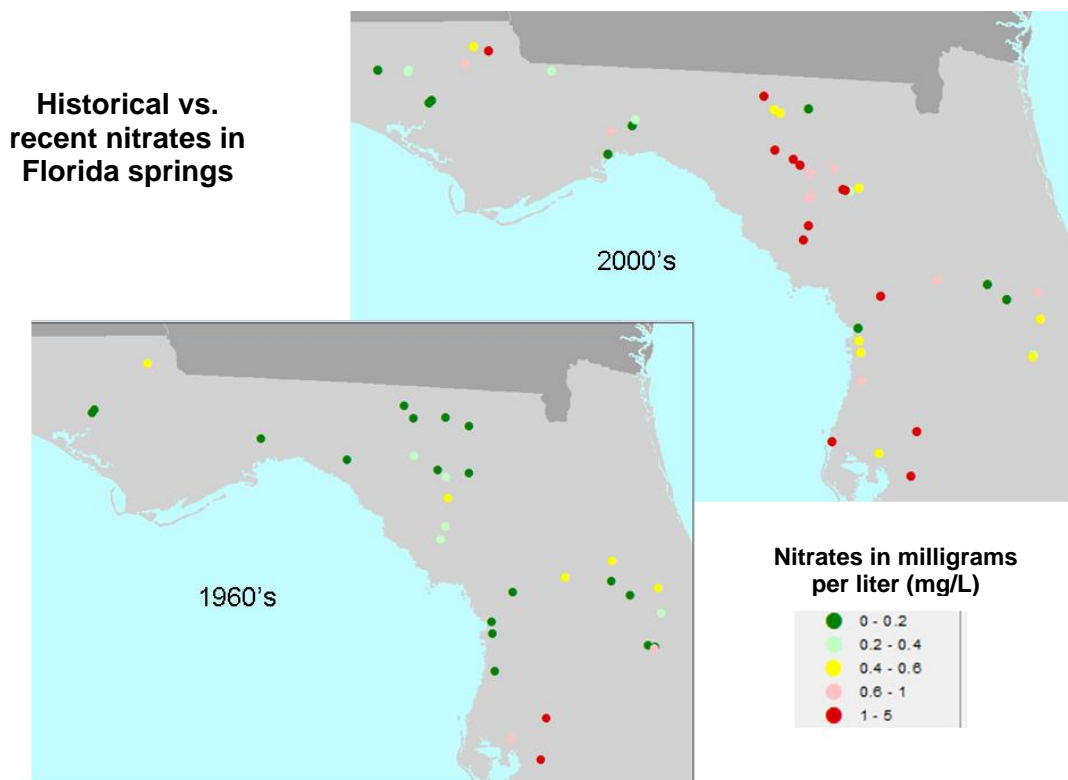 Historical vs.
recent nitrates in
Florida springs
2000's
1960's
Nitrates in milligrams
per liter (mg/L)
0 - 0.2
0.2 - 0.4
0.4 - 0.6
0.6 - 1
1 - 5